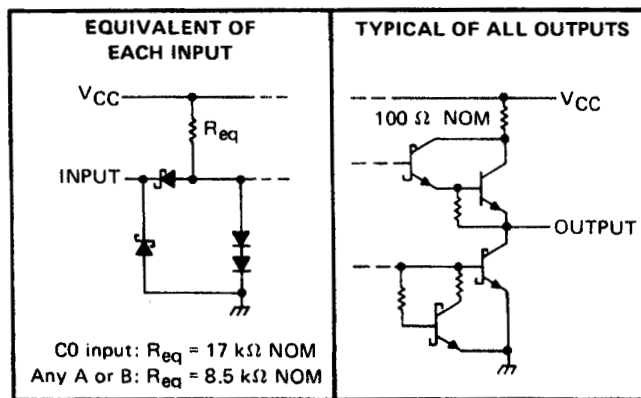 EQUIVALENT OF
EACH INPUT
VCC
Req
INPUT
C0 input: Req = 17 kΩ NOM
Any A or B: Req = 8.5 kΩ NOM
TYPICAL OF ALL OUTPUTS
VCC
100 Ω NOM
OUTPUT